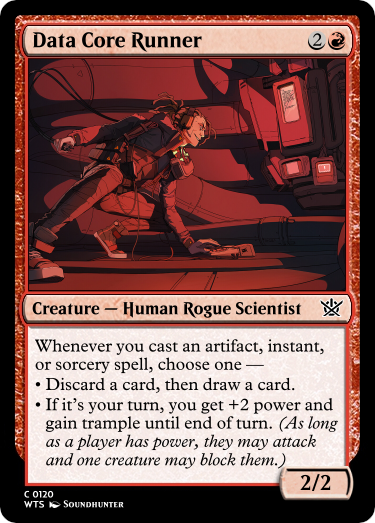 Data Core Runner 2
Creature — Human Rogue Scientist
Whenever you cast an artifact, instant,
or sorcery spell, choose one —
• Discard a card, then draw a card.
• If it's your turn, you get +2 power and
gain trample until end of turn. (As long
as a player has power, they may attack
and one creature may block them.)
2/2
C 0120
WTS SOUNDHUNTER